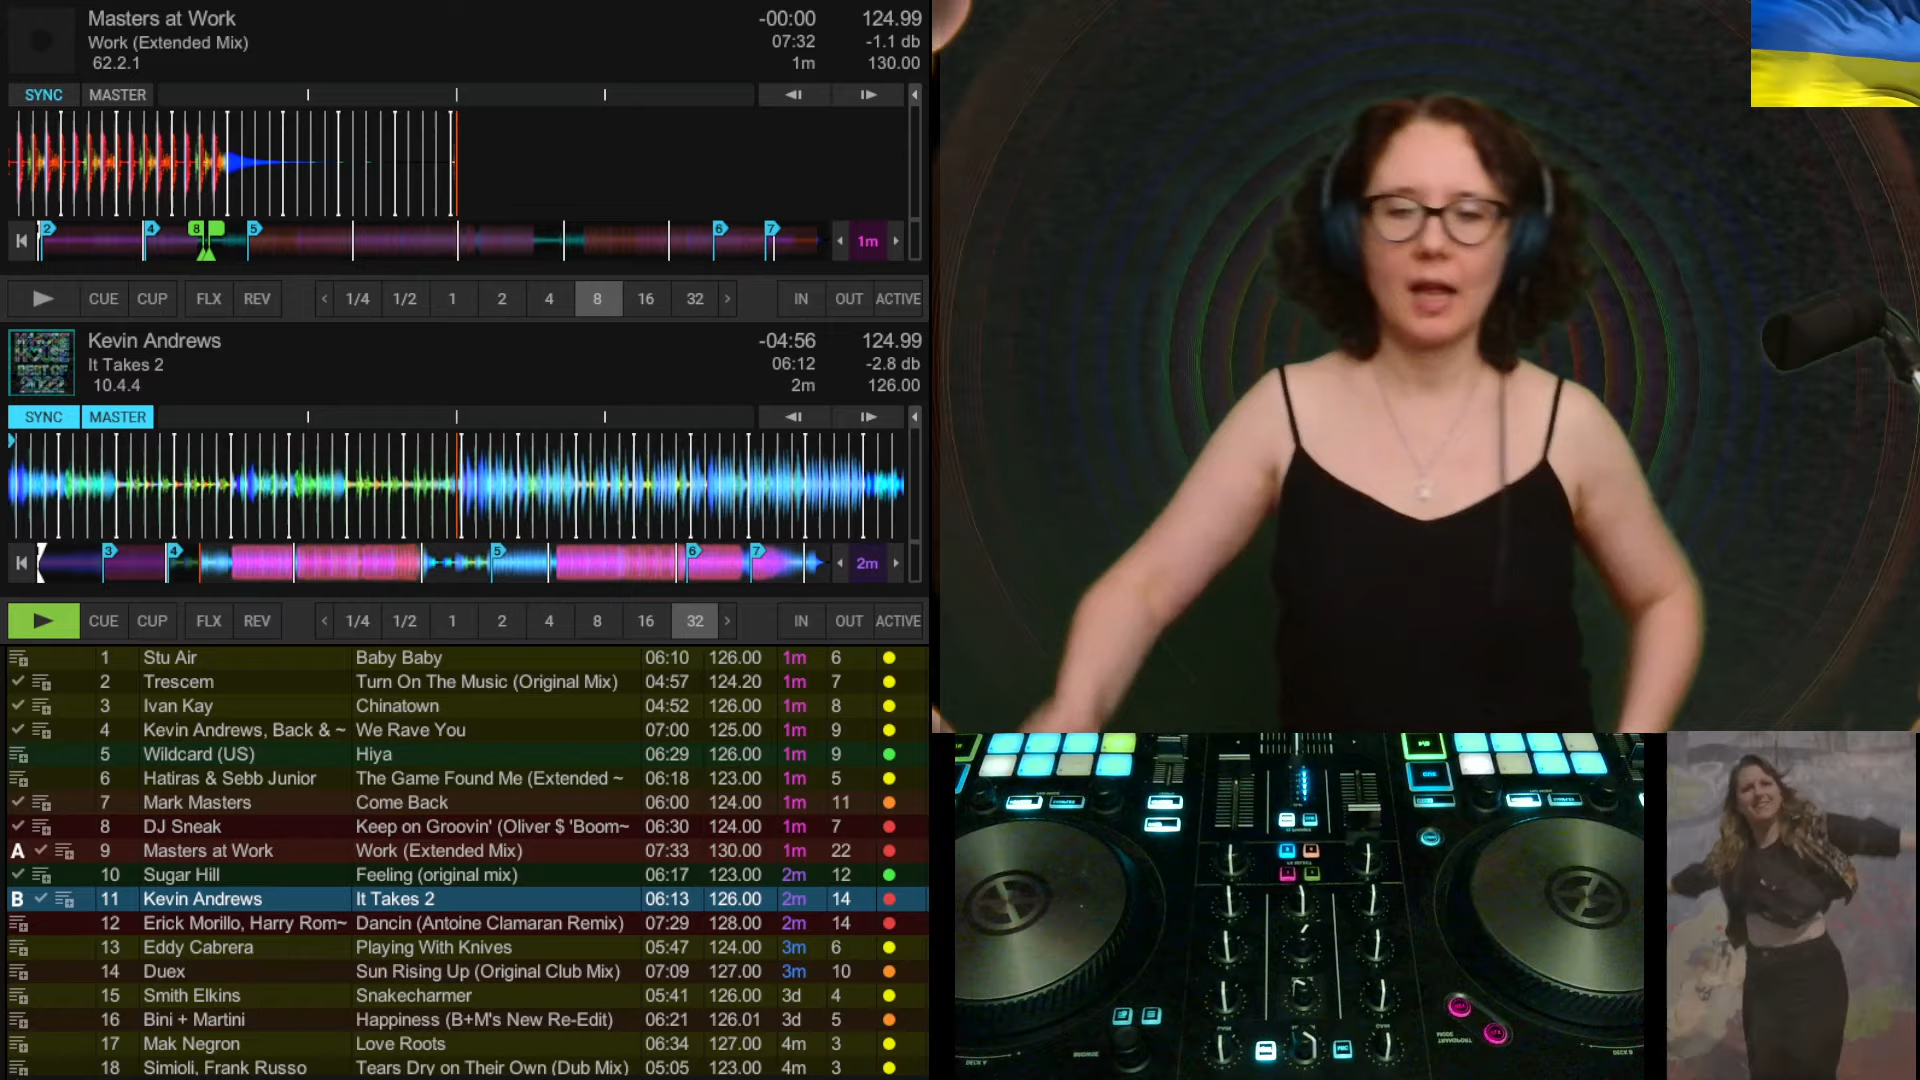 Masters at Work -00:00 124.99
Work (Extended Mix) 07:32 -1.1 db
62.2.1 1m 130.00
SYNC MASTER
2 4 8 5 6 7 1m
CUE CUP FLX REV 1/4 1/2 1 2 4 8 16 32 IN OUT ACTIVE
Kevin Andrews -04:56 124.99
It Takes 2 06:12 -2.8 db
10.4.4 2m 126.00
SYNC MASTER
3 4 5 6 7 2m
CUE CUP FLX REV 1/4 1/2 1 2 4 8 16 32 IN OUT ACTIVE
1 Stu Air Baby Baby 06:10 126.00 1m 6
2 Trescem Turn On The Music (Original Mix) 04:57 124.20 1m 7
3 Ivan Kay Chinatown 04:52 126.00 1m 8
4 Kevin Andrews, Back & ~ We Rave You 07:00 125.00 1m 9
5 Wildcard (US) Hiya 06:29 126.00 1m 9
6 Hatiras & Sebb Junior The Game Found Me (Extended ~ 06:18 123.00 1m 5
7 Mark Masters Come Back 06:00 124.00 1m 11
8 DJ Sneak Keep on Groovin' (Oliver $ 'Boom~ 06:30 124.00 1m 7
A 9 Masters at Work Work (Extended Mix) 07:33 130.00 1m 22
10 Sugar Hill Feeling (original mix) 06:17 123.00 2m 12
B 11 Kevin Andrews It Takes 2 06:13 126.00 2m 14
12 Erick Morillo, Harry Rom~ Dancin (Antoine Clamaran Remix) 07:29 128.00 2m 14
13 Eddy Cabrera Playing With Knives 05:47 124.00 3m 6
14 Duex Sun Rising Up (Original Club Mix) 07:09 127.00 3m 10
15 Smith Elkins Snakecharmer 05:41 126.00 3d 4
16 Bini + Martini Happiness (B+M's New Re-Edit) 06:21 126.01 3d 5
17 Mak Negron Love Roots 06:34 127.00 4m 3
18 Simioli, Frank Russo Tears Dry on Their Own (Dub Mix) 05:05 123.00 4m 3